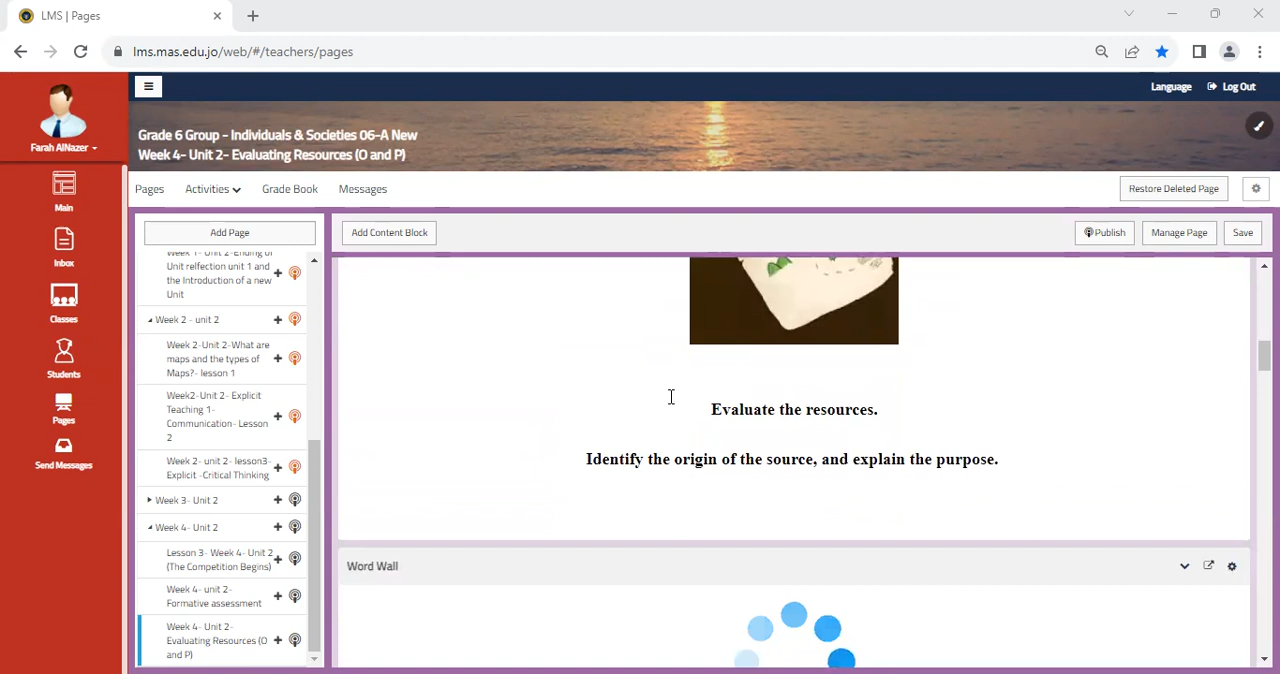 LMS | Pages
lms.mas.edu.jo/web/#/teachers/pages
Language
Log Out
Farah AlNazer
Grade 6 Group - Individuals & Societies 06-A New
Week 4- Unit 2- Evaluating Resources (O and P)
Pages
Activities
Grade Book
Messages
Restore Deleted Page
Main
Inbox
Classes
Students
Pages
Send Messages
Add Page
Add Content Block
Publish
Manage Page
Save
Week 1- Unit 2-Ending of
Unit relfection unit 1 and
the Introduction of a new
Unit
Week 2 - unit 2
Week 2-Unit 2-What are
maps and the types of
Maps?- lesson 1
Week2-Unit 2- Explicit
Teaching 1-
Communication- Lesson
2
Week 2- unit 2- lesson3-
Explicit -Critical Thinking
Week 3- Unit 2
Week 4- Unit 2
Lesson 3- Week 4- Unit 2
(The Competition Begins)
Week 4- unit 2-
Formative assessment
Week 4- Unit 2-
Evaluating Resources (O
and P)
Evaluate the resources.
Identify the origin of the source, and explain the purpose.
Word Wall